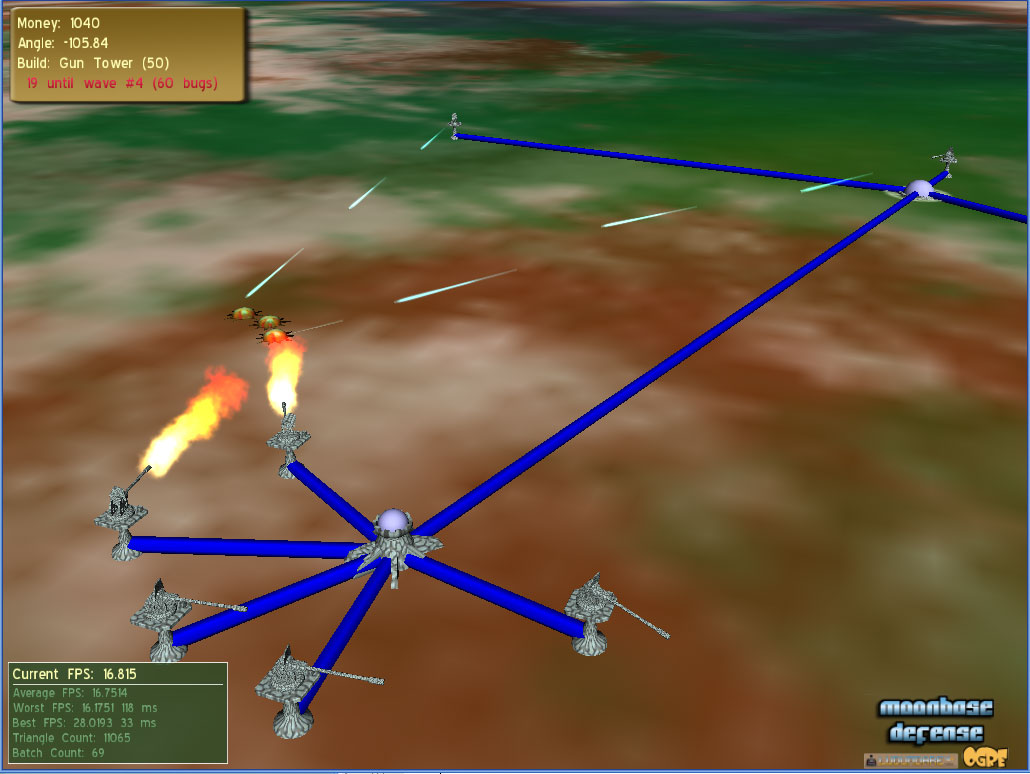 Money: 1040
Angle: -105.84
Build: Gun Tower (50)
19 until wave #4 (60 bugs)
Current FPS: 16.815
Average FPS: 16.7514
Worst FPS: 16.1751 118 ms
Best FPS: 28.0193 33 ms
Triangle Count: 11065
Batch Count: 69
moonbase
defense
OGRE